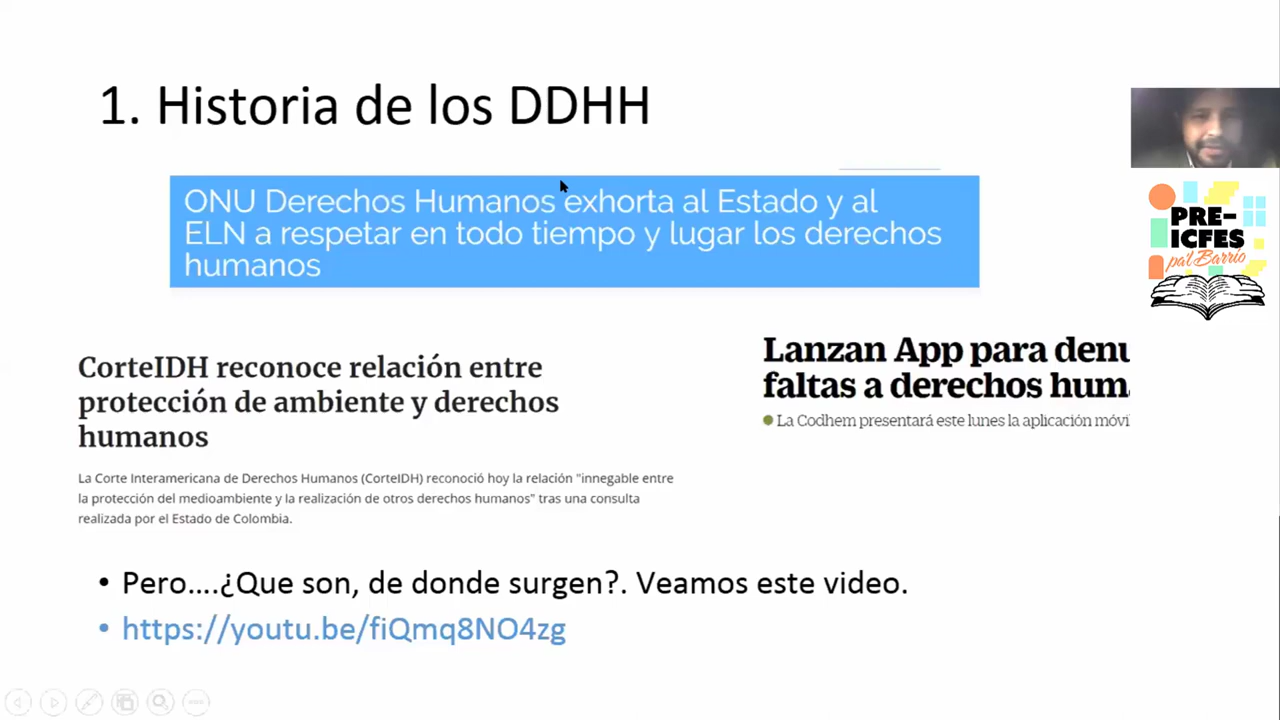 1. Historia de los DDHH
ONU Derechos Humanos exhorta al Estado y al
ELN a respetar en todo tiempo y lugar los derechos
humanos
PRE-
ICFES
pa'l Barrio
CorteIDH reconoce relación entre
protección de ambiente y derechos
humanos
La Corte Interamericana de Derechos Humanos (CorteIDH) reconoció hoy la relación "innegable entre
la protección del medioambiente y la realización de otros derechos humanos" tras una consulta
realizada por el Estado de Colombia.
Lanzan App para denu
faltas a derechos hum
La Codhem presentará este lunes la aplicación móvi
• Pero....¿Que son, de donde surgen?. Veamos este video.
• https://youtu.be/fiQmq8NO4zg